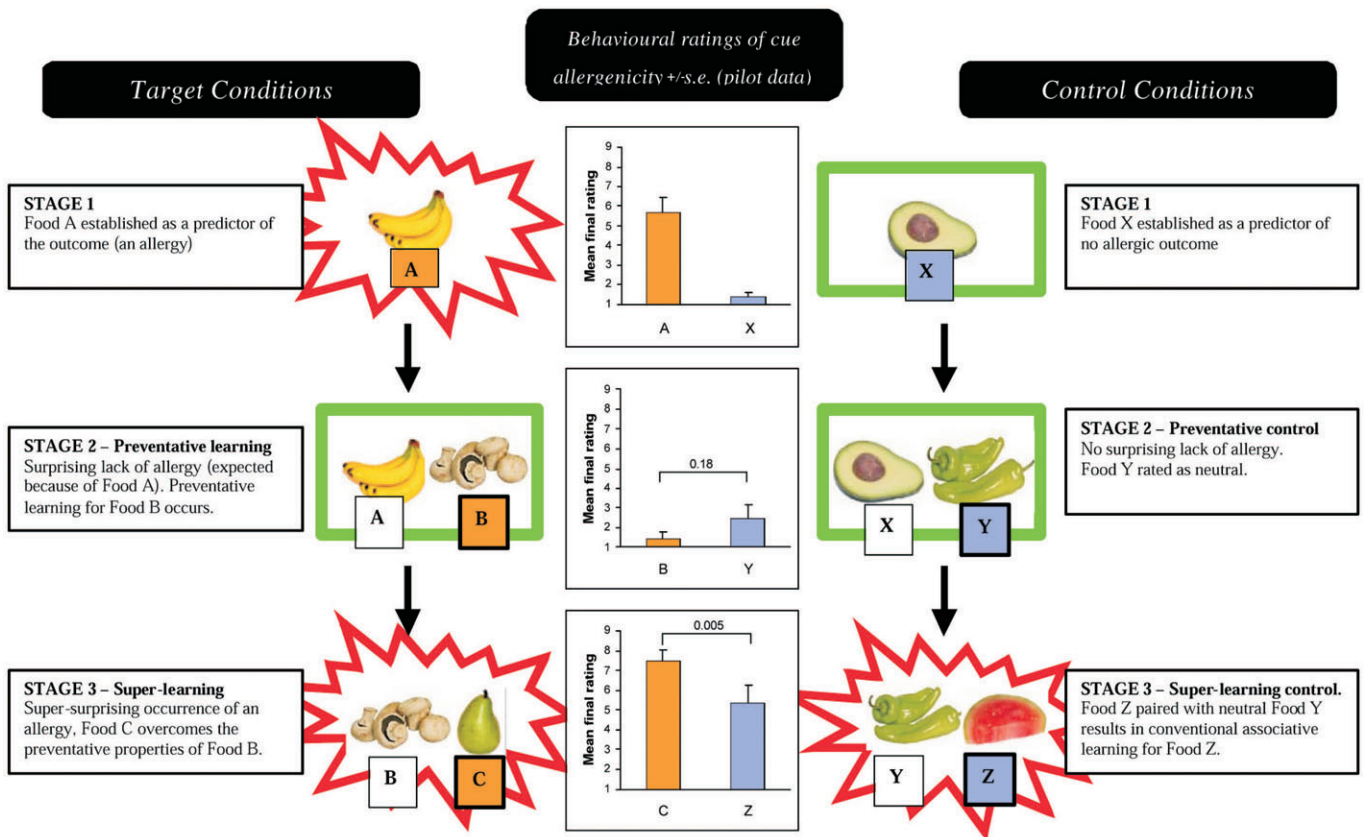 Behavioural ratings of cue
allergenicity +/-s.e. (pilot data)
Target Conditions
Control Conditions
STAGE 1
Food A established as a predictor of
the outcome (an allergy)
A
Mean final rating
9
8
7
6
5
4
3
2
1
A X
X
STAGE 1
Food X established as a predictor of
no allergic outcome
STAGE 2 – Preventative learning
Surprising lack of allergy (expected
because of Food A). Preventative
learning for Food B occurs.
A B
Mean final rating
9
8
7
6
5
4
3
2
1
0.18
B Y
X Y
STAGE 2 – Preventative control
No surprising lack of allergy.
Food Y rated as neutral.
STAGE 3 – Super-learning
Super-surprising occurrence of an
allergy, Food C overcomes the
preventative properties of Food B.
B C
Mean final rating
9
8
7
6
5
4
3
2
1
0.005
C Z
Y Z
STAGE 3 – Super-learning control.
Food Z paired with neutral Food Y
results in conventional associative
learning for Food Z.